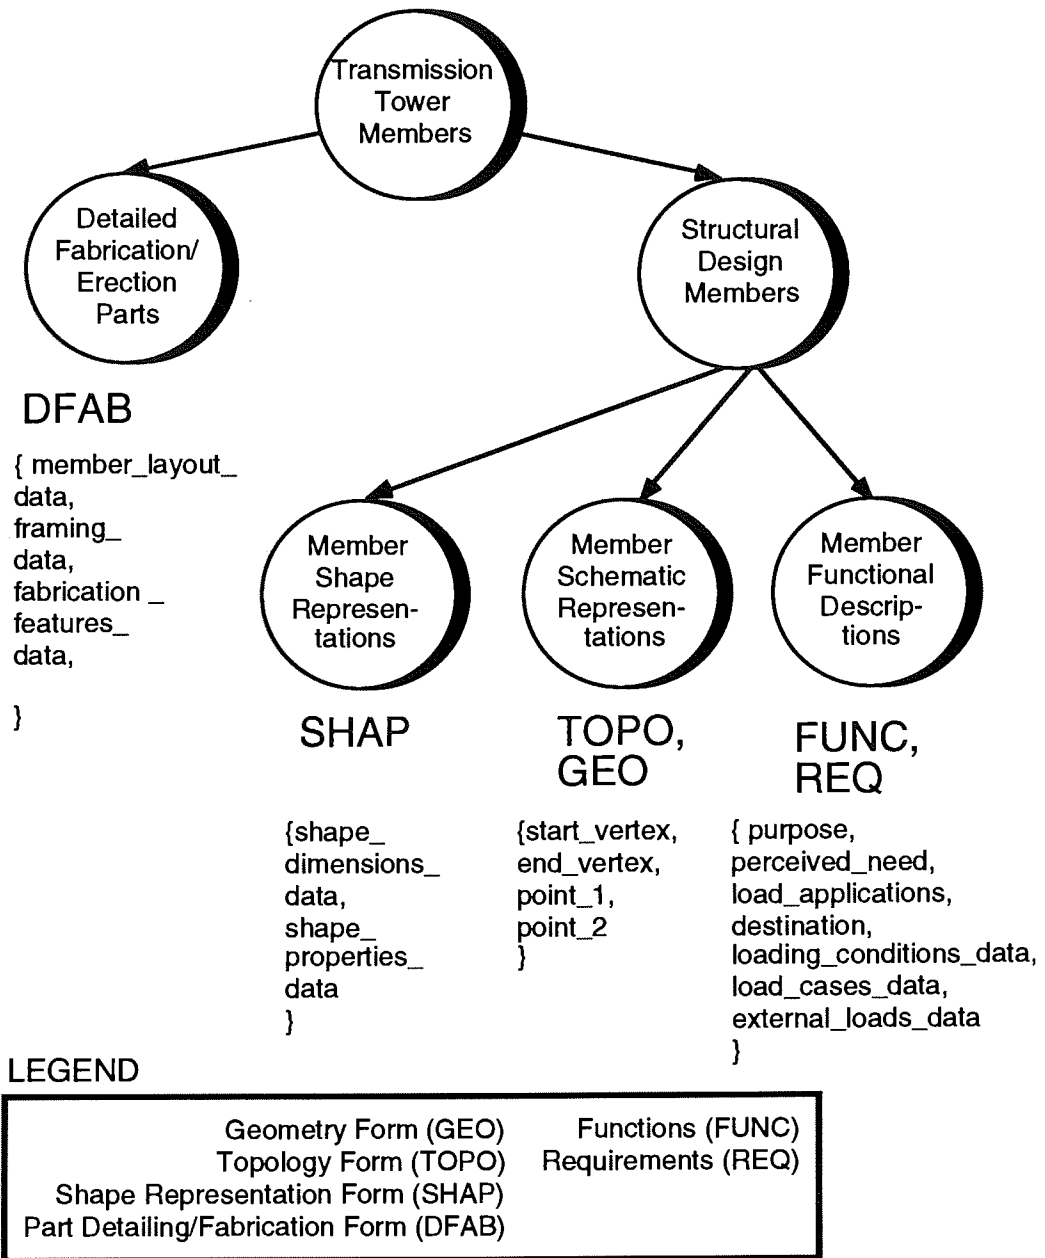 Transmission
Tower
Members
Detailed
Fabrication/
Erection
Parts
Structural
Design
Members
DFAB
{ member_layout_
data,
framing_
data,
fabrication _
features_
data,
}
Member
Shape
Represen-
tations
Member
Schematic
Represen-
tations
Member
Functional
Descrip-
tions
SHAP
TOPO,
GEO
FUNC,
REQ
{shape_
dimensions_
data,
shape_
properties_
data
}
{start_vertex,
end_vertex,
point_1,
point_2
}
{ purpose,
perceived_need,
load_applications,
destination,
loading_conditions_data,
load_cases_data,
external_loads_data
}
LEGEND
Geometry Form (GEO)
Topology Form (TOPO)
Shape Representation Form (SHAP)
Part Detailing/Fabrication Form (DFAB)
Functions (FUNC)
Requirements (REQ)